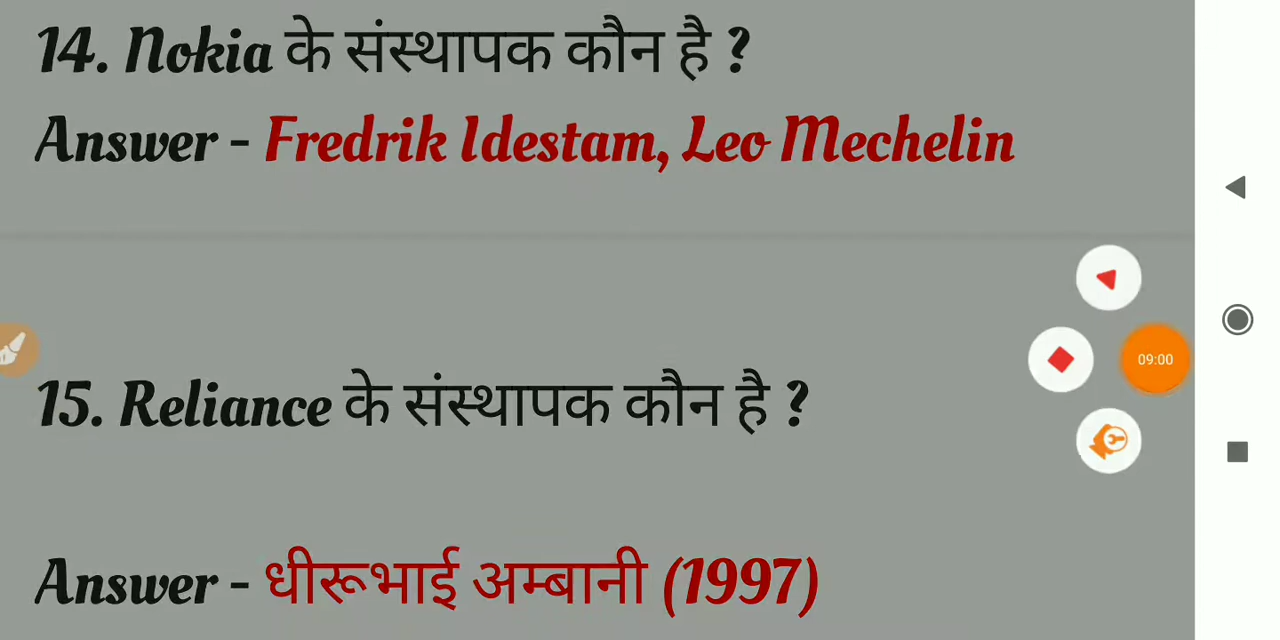 14. Nokia के संस्थापक कौन है ?
Answer - Fredrik Idestam, Leo Mechelin
15. Reliance के संस्थापक कौन है ?
09:00
Answer - धीरूभाई अम्बानी (1997)